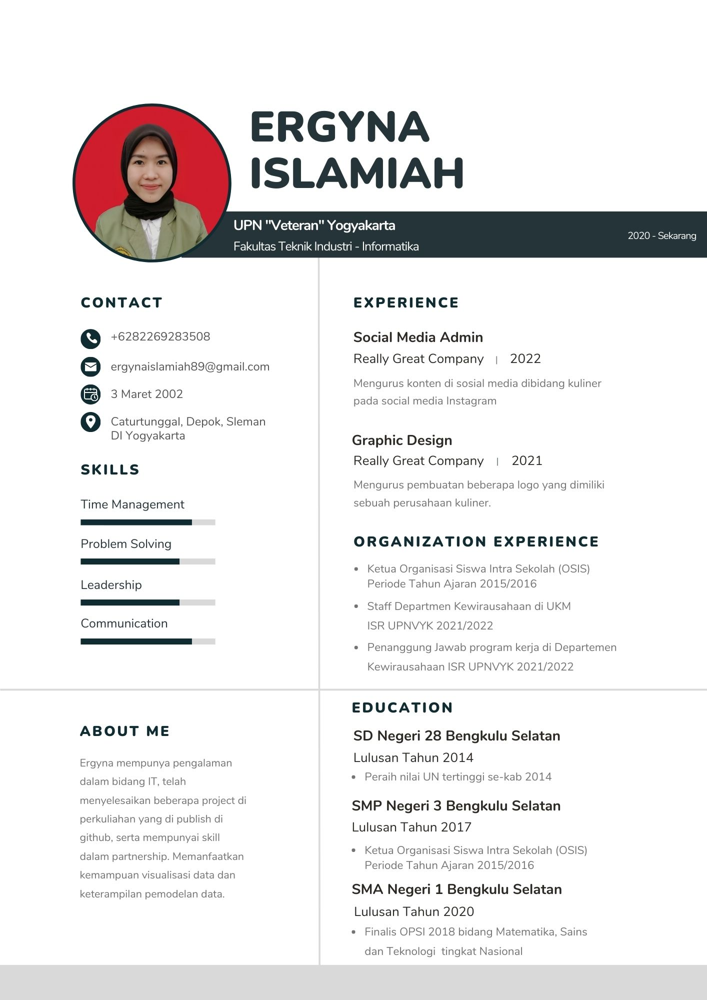 ERGYNA
ISLAMIAH
UPN "Veteran" Yogyakarta
Fakultas Teknik Industri - Informatika
2020 - Sekarang
CONTACT
+6282269283508
ergynaislamiah89@gmail.com
3 Maret 2002
Caturtunggal, Depok, Sleman
DI Yogyakarta
SKILLS
Time Management
Problem Solving
Leadership
Communication
EXPERIENCE
Social Media Admin
Really Great Company | 2022
Mengurus konten di sosial media dibidang kuliner
pada social media Instagram
Graphic Design
Really Great Company | 2021
Mengurus pembuatan beberapa logo yang dimiliki
sebuah perusahaan kuliner.
ORGANIZATION EXPERIENCE
• Ketua Organisasi Siswa Intra Sekolah (OSIS)
Periode Tahun Ajaran 2015/2016
• Staff Departmen Kewirausahaan di UKM
ISR UPNVYK 2021/2022
• Penanggung Jawab program kerja di Departemen
Kewirausahaan ISR UPNVYK 2021/2022
ABOUT ME
Ergyna mempunya pengalaman
dalam bidang IT, telah
menyelesaikan beberapa project di
perkuliahan yang di publish di
github, serta mempunyai skill
dalam partnership. Memanfaatkan
kemampuan visualisasi data dan
keterampilan pemodelan data.
EDUCATION
SD Negeri 28 Bengkulu Selatan
Lulusan Tahun 2014
• Peraih nilai UN tertinggi se-kab 2014
SMP Negeri 3 Bengkulu Selatan
Lulusan Tahun 2017
• Ketua Organisasi Siswa Intra Sekolah (OSIS)
Periode Tahun Ajaran 2015/2016
SMA Negeri 1 Bengkulu Selatan
Lulusan Tahun 2020
• Finalis OPSI 2018 bidang Matematika, Sains
dan Teknologi  tingkat Nasional